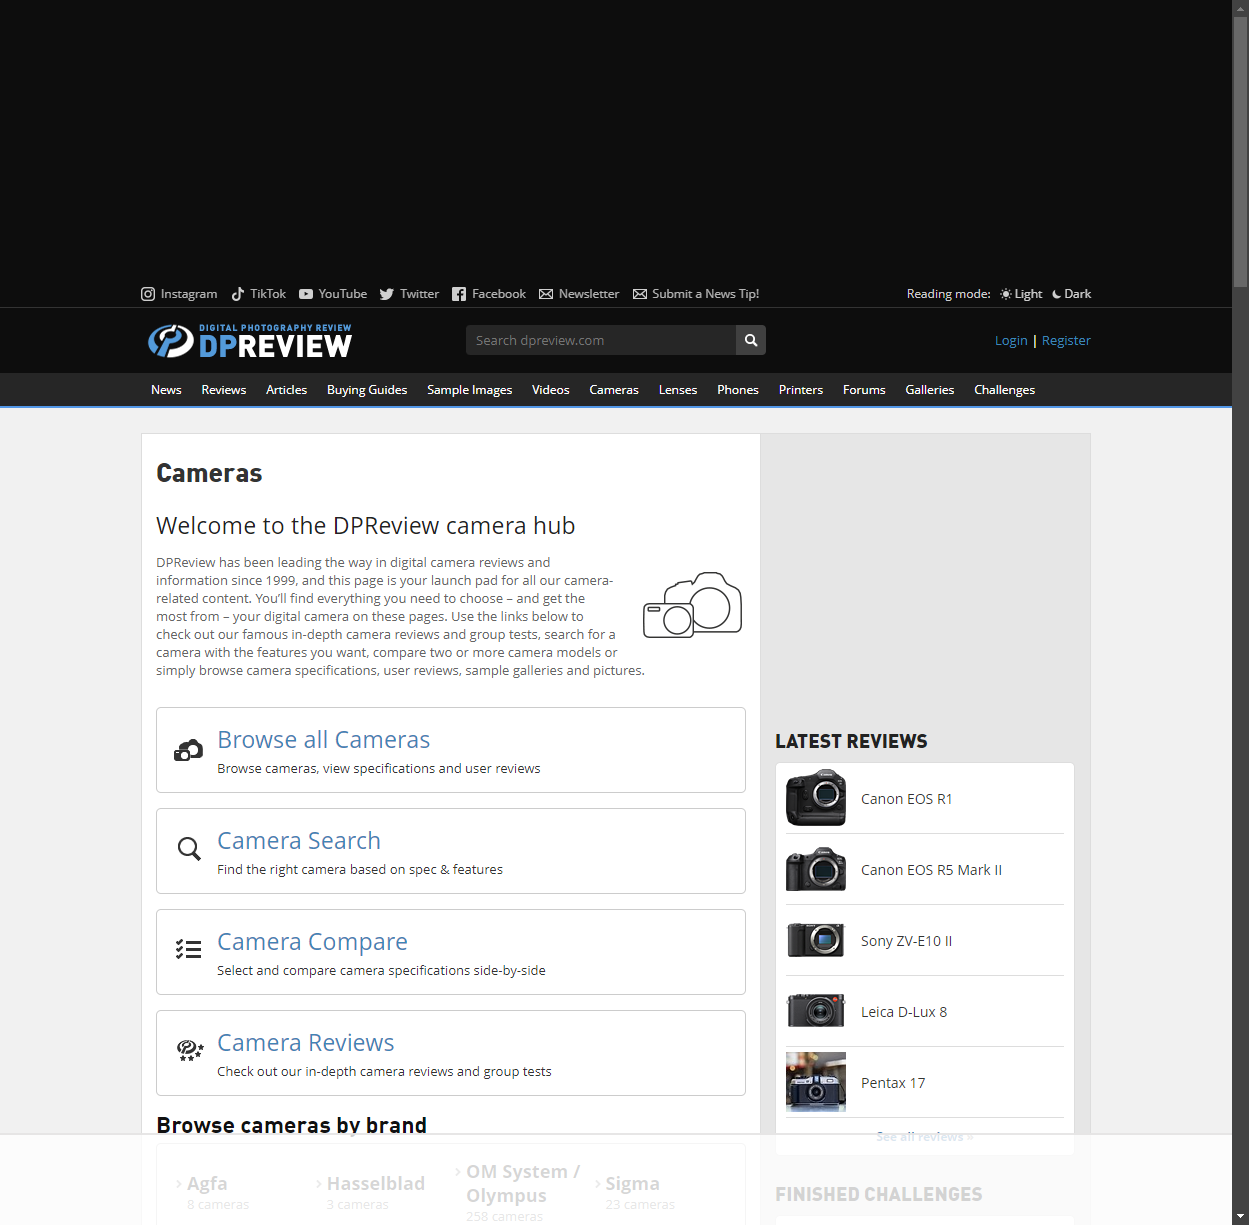 Instagram TikTok YouTube Twitter Facebook Newsletter Submit a News Tip! Reading mode: Light Dark
DIGITAL PHOTOGRAPHY REVIEW
DPREVIEW
Search dpreview.com
Login | Register
News Reviews Articles Buying Guides Sample Images Videos Cameras Lenses Phones Printers Forums Galleries Challenges
Cameras
Welcome to the DPReview camera hub
DPReview has been leading the way in digital camera reviews and
information since 1999, and this page is your launch pad for all our camera-
related content. You’ll find everything you need to choose – and get the
most from – your digital camera on these pages. Use the links below to
check out our famous in-depth camera reviews and group tests, search for a
camera with the features you want, compare two or more camera models or
simply browse camera specifications, user reviews, sample galleries and pictures.
Browse all Cameras
Browse cameras, view specifications and user reviews
Camera Search
Find the right camera based on spec & features
Camera Compare
Select and compare camera specifications side-by-side
Camera Reviews
Check out our in-depth camera reviews and group tests
Browse cameras by brand
Agfa
8 cameras
Hasselblad
3 cameras
OM System /
Olympus
258 cameras
Sigma
23 cameras
LATEST REVIEWS
Canon EOS R1
Canon EOS R5 Mark II
Sony ZV-E10 II
Leica D-Lux 8
Pentax 17
See all reviews »
FINISHED CHALLENGES